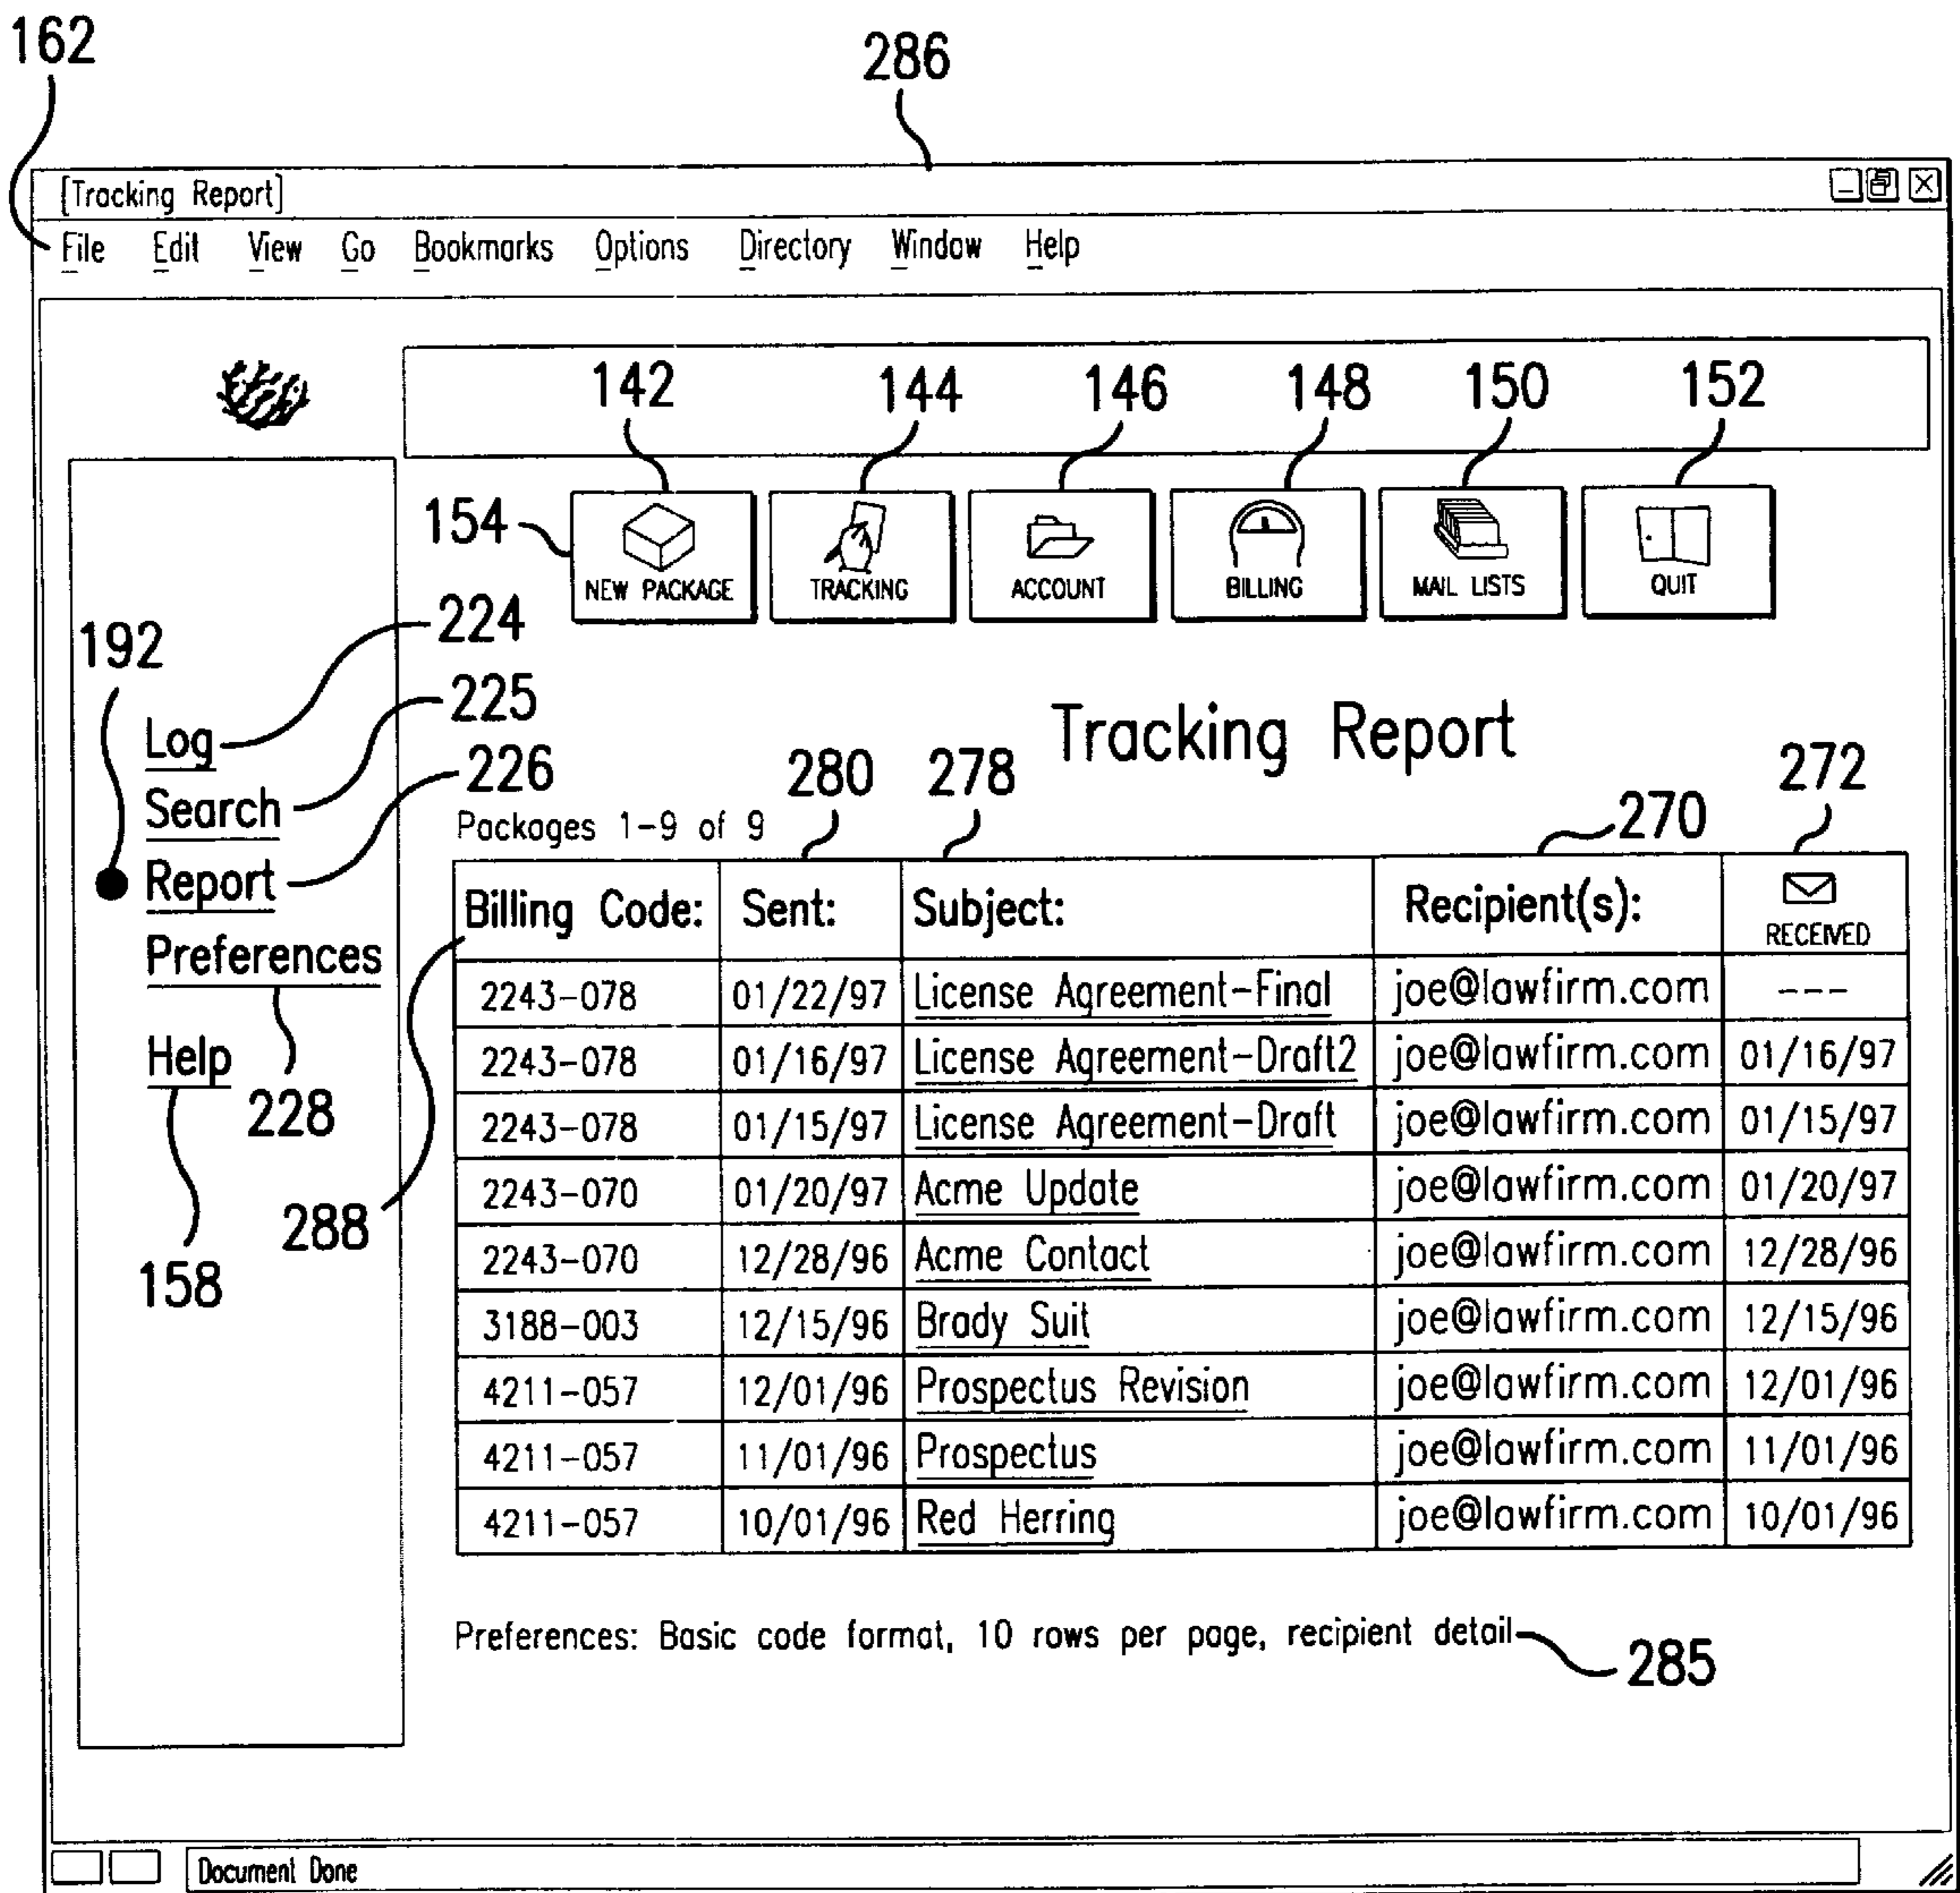 162
286
[Tracking Report]
File Edit View Go Bookmarks Options Directory Window Help
142 144 146 148 150 152
154
NEW PACKAGE TRACKING ACCOUNT BILLING MAIL LISTS QUIT
192
224
225
226
Log
Search
Report
Preferences
Help
228
158
288
Tracking Report
280 278 270 272
Packages 1-9 of 9
Billing Code: Sent: Subject: Recipient(s): RECEIVED
2243-078 01/22/97 License Agreement-Final joe@lawfirm.com ---
2243-078 01/16/97 License Agreement-Draft2 joe@lawfirm.com 01/16/97
2243-078 01/15/97 License Agreement-Draft joe@lawfirm.com 01/15/97
2243-070 01/20/97 Acme Update joe@lawfirm.com 01/20/97
2243-070 12/28/96 Acme Contact joe@lawfirm.com 12/28/96
3188-003 12/15/96 Brady Suit joe@lawfirm.com 12/15/96
4211-057 12/01/96 Prospectus Revision joe@lawfirm.com 12/01/96
4211-057 11/01/96 Prospectus joe@lawfirm.com 11/01/96
4211-057 10/01/96 Red Herring joe@lawfirm.com 10/01/96
Preferences: Basic code format, 10 rows per page, recipient detail
285
Document Done